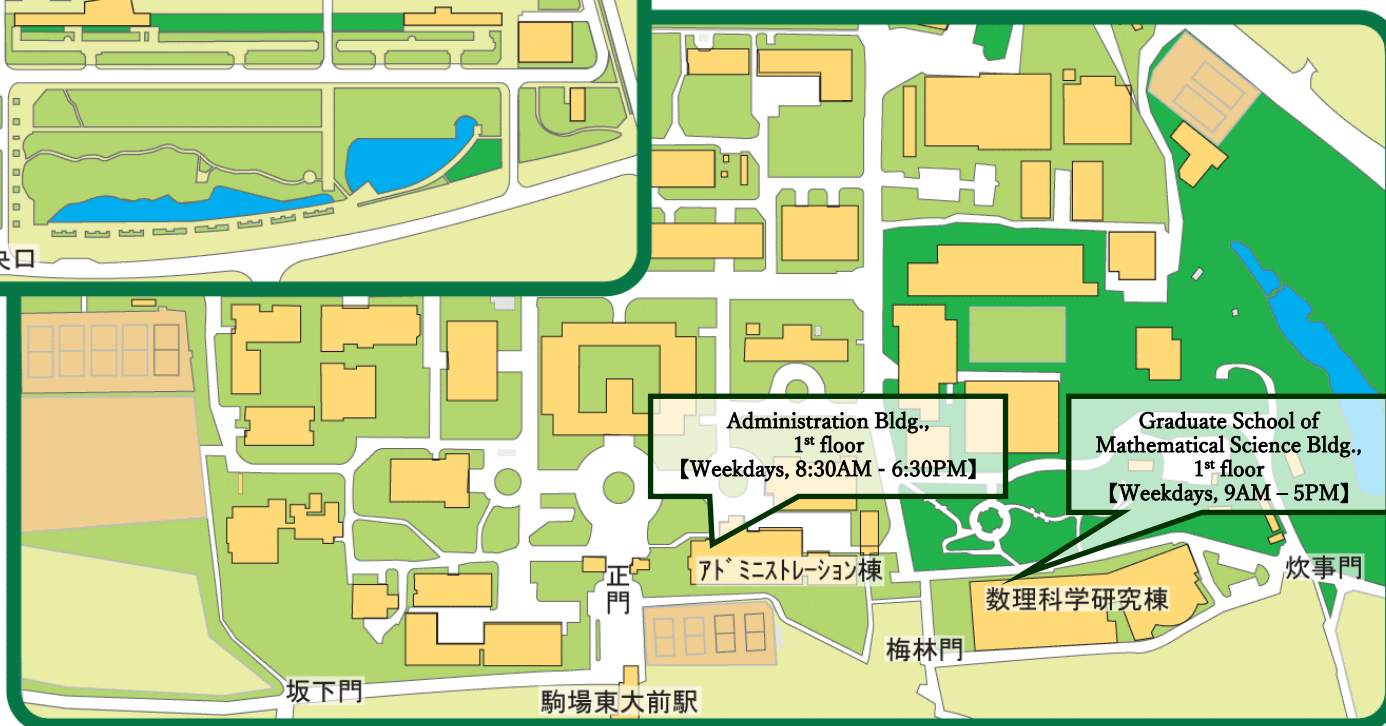 央口
Administration Bldg.,
1st floor
【Weekdays, 8:30AM - 6:30PM】
Graduate School of
Mathematical Science Bldg.,
1st floor
【Weekdays, 9AM – 5PM】
アドミニストレーション棟
正
門
炊事門
数理科学研究棟
梅林門
坂下門
駒場東大前駅